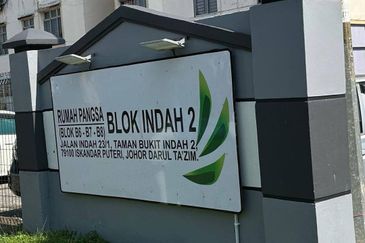 RUMAH PANGSA
(BLOK B6 - B7 - B8)
BLOK INDAH 2
JALAN INDAH 23/1, TAMAN BUKIT INDAH 2,
79100 ISKANDAR PUTERI, JOHOR DARUL TA'ZIM.